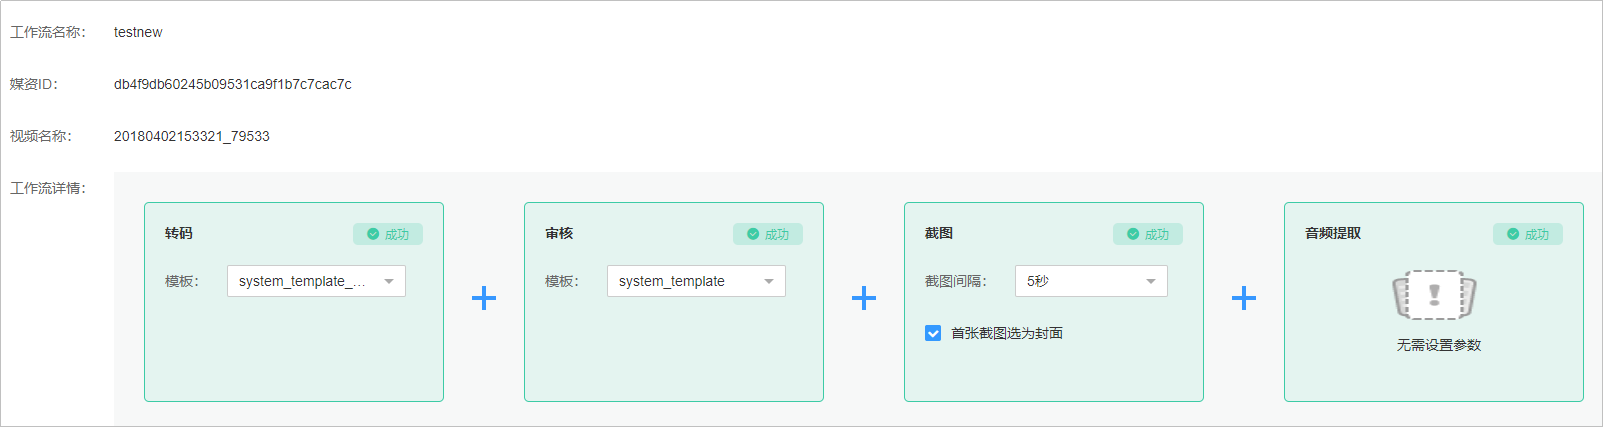 工作流名称： testnew
媒资ID： db4f9db60245b09531ca9f1b7c7cac7c
视频名称： 20180402153321_79533
工作流详情：
转码 成功
模板： system_template_...
审核 成功
模板： system_template
截图 成功
截图间隔： 5秒
首张截图选为封面
音频提取 成功
无需设置参数